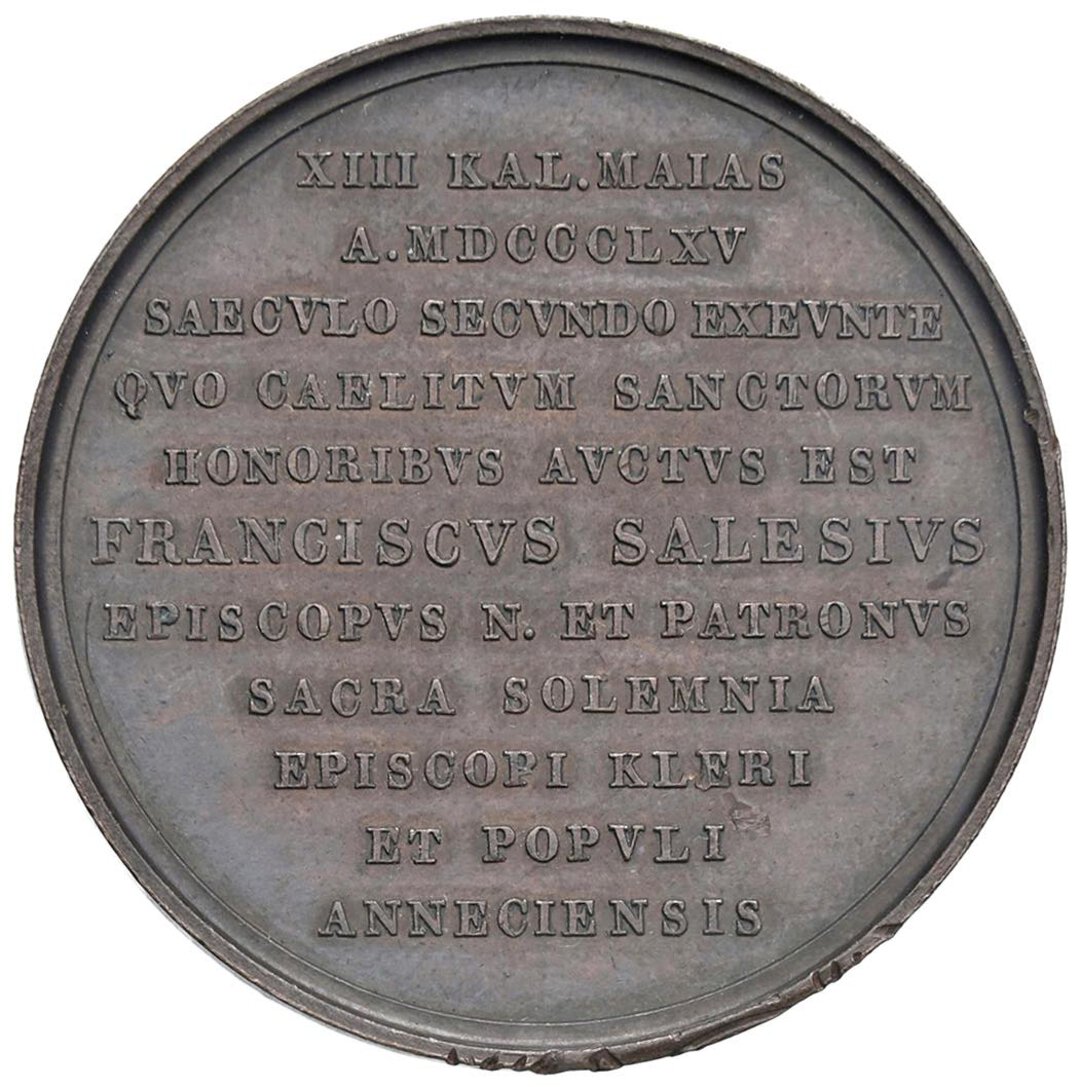 XIII KAL. MAIAS
A. MDCCCLXV
SAECVLO SECVNDO EXEVNTE
QVO CAELITVM SANCTORVM
HONORIBVS AVCTVS EST
FRANCISCVS SALESIVS
EPISCOPVS N. ET PATRONVS
SACRA SOLEMNIA
EPISCOPI KLERI
ET POPVLI
ANNECIENSIS